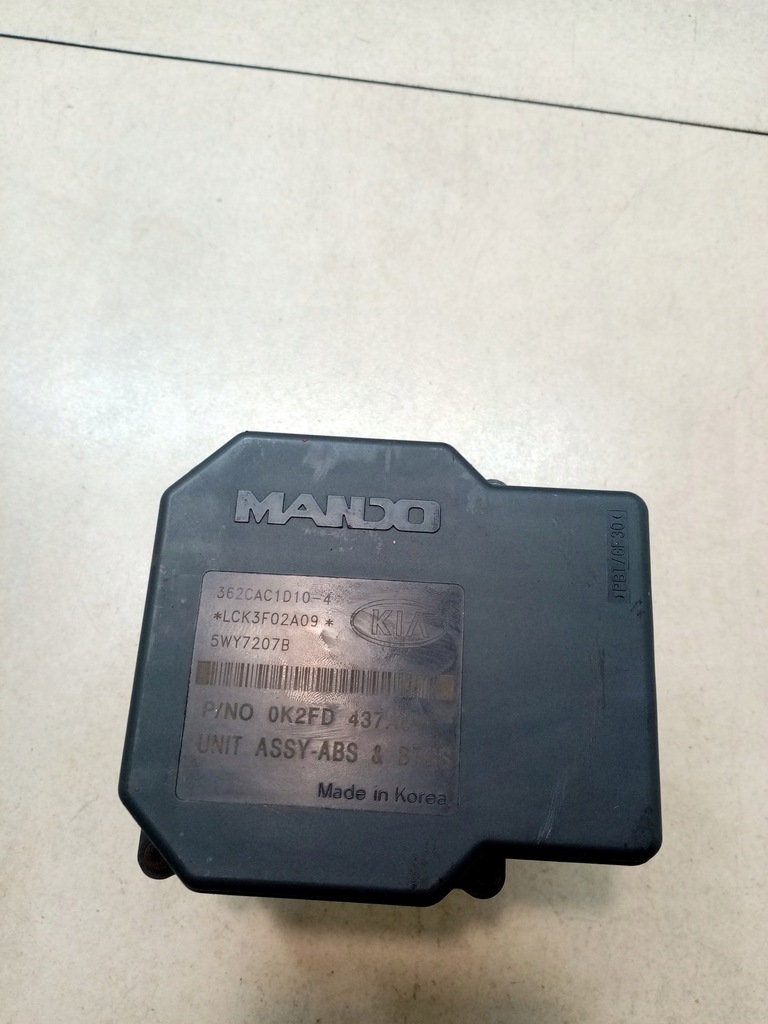 MANDO
362CAC1D10-4
*LCK3F02A09*
KIA
5WY7207B
P/NO 0K2FD
UNIT ASSY-ABS &
Made in Korea